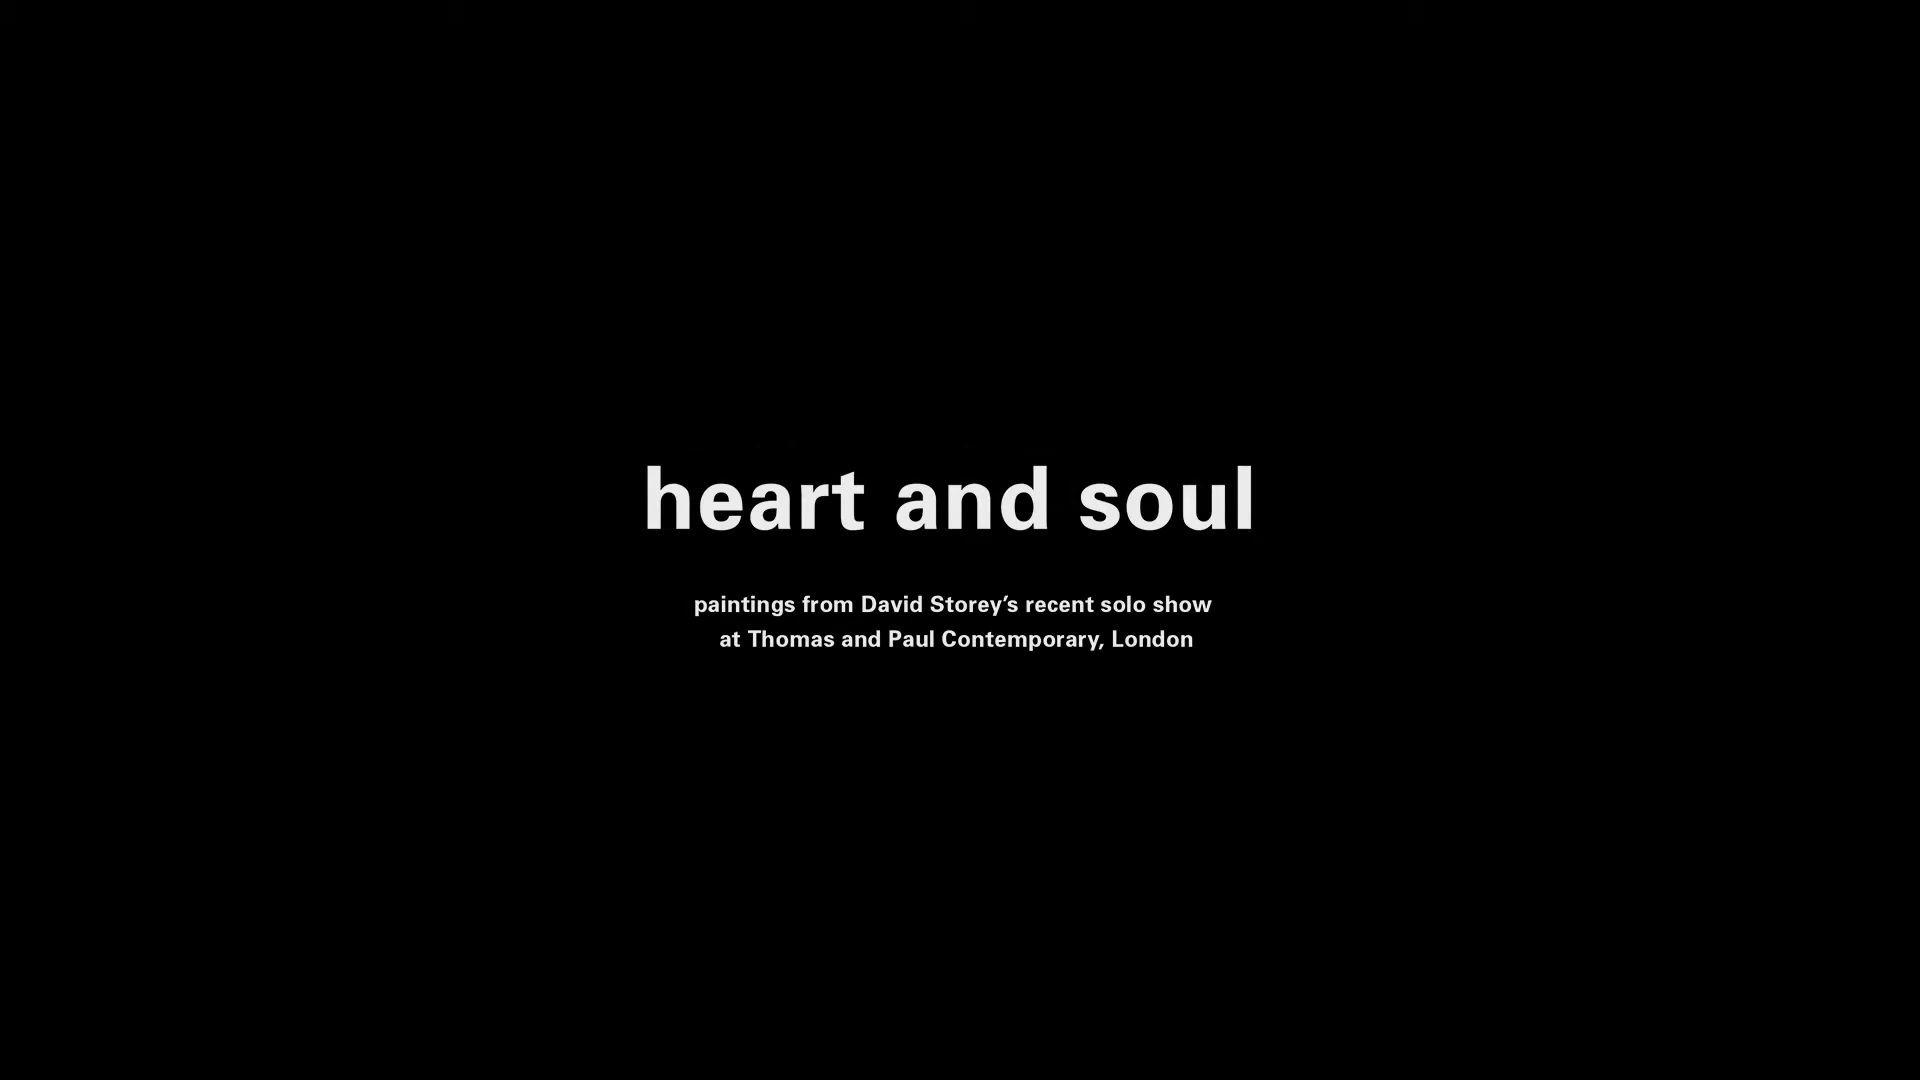 heart and soul
paintings from David Storey’s recent solo show
at Thomas and Paul Contemporary, London